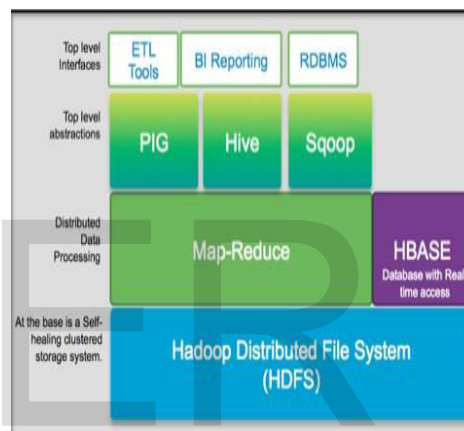 Top level
Interfaces
ETL
Tools
BI Reporting
RDBMS
Top level
abstractions
PIG
Hive
Sqoop
Distributed
Data
Processing
Map-Reduce
HBASE
Database with Real
time access
At the base is a Self-
healing clustered
storage system.
Hadoop Distributed File System
(HDFS)
ER